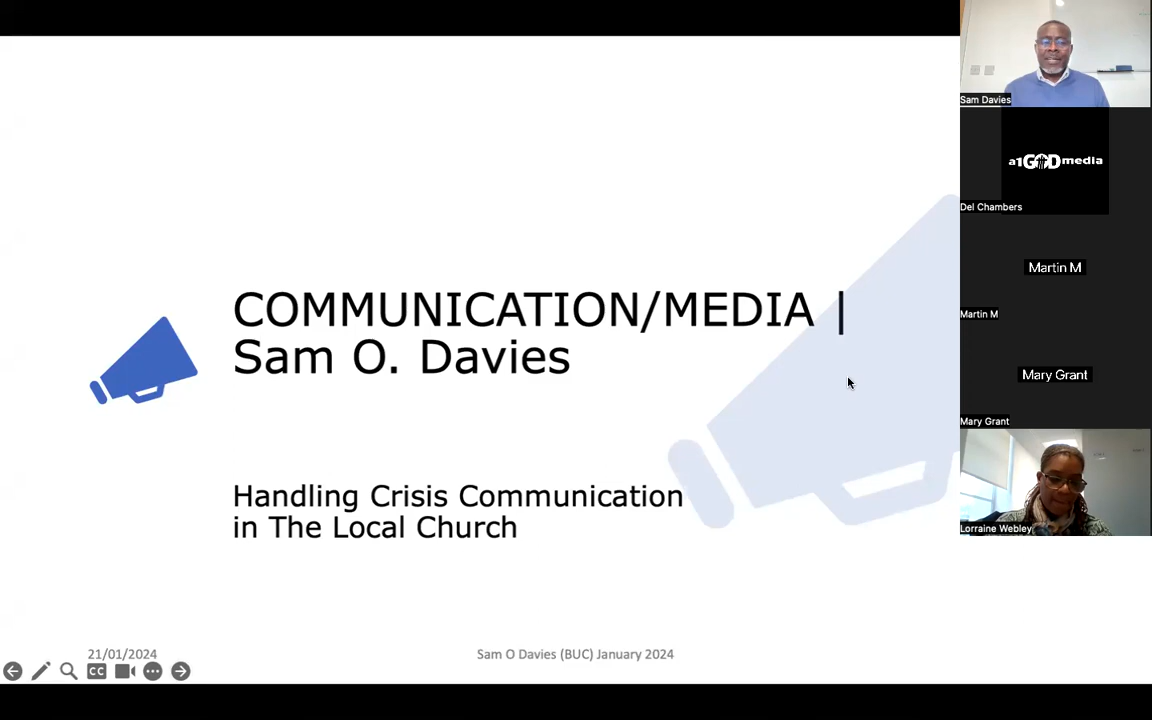 COMMUNICATION/MEDIA |
Sam O. Davies
Handling Crisis Communication
in The Local Church
21/01/2024
Sam O Davies (BUC) January 2024
CC
Sam Davies
a1GODmedia
Del Chambers
Martin M
Martin M
Mary Grant
Mary Grant
Lorraine Webley